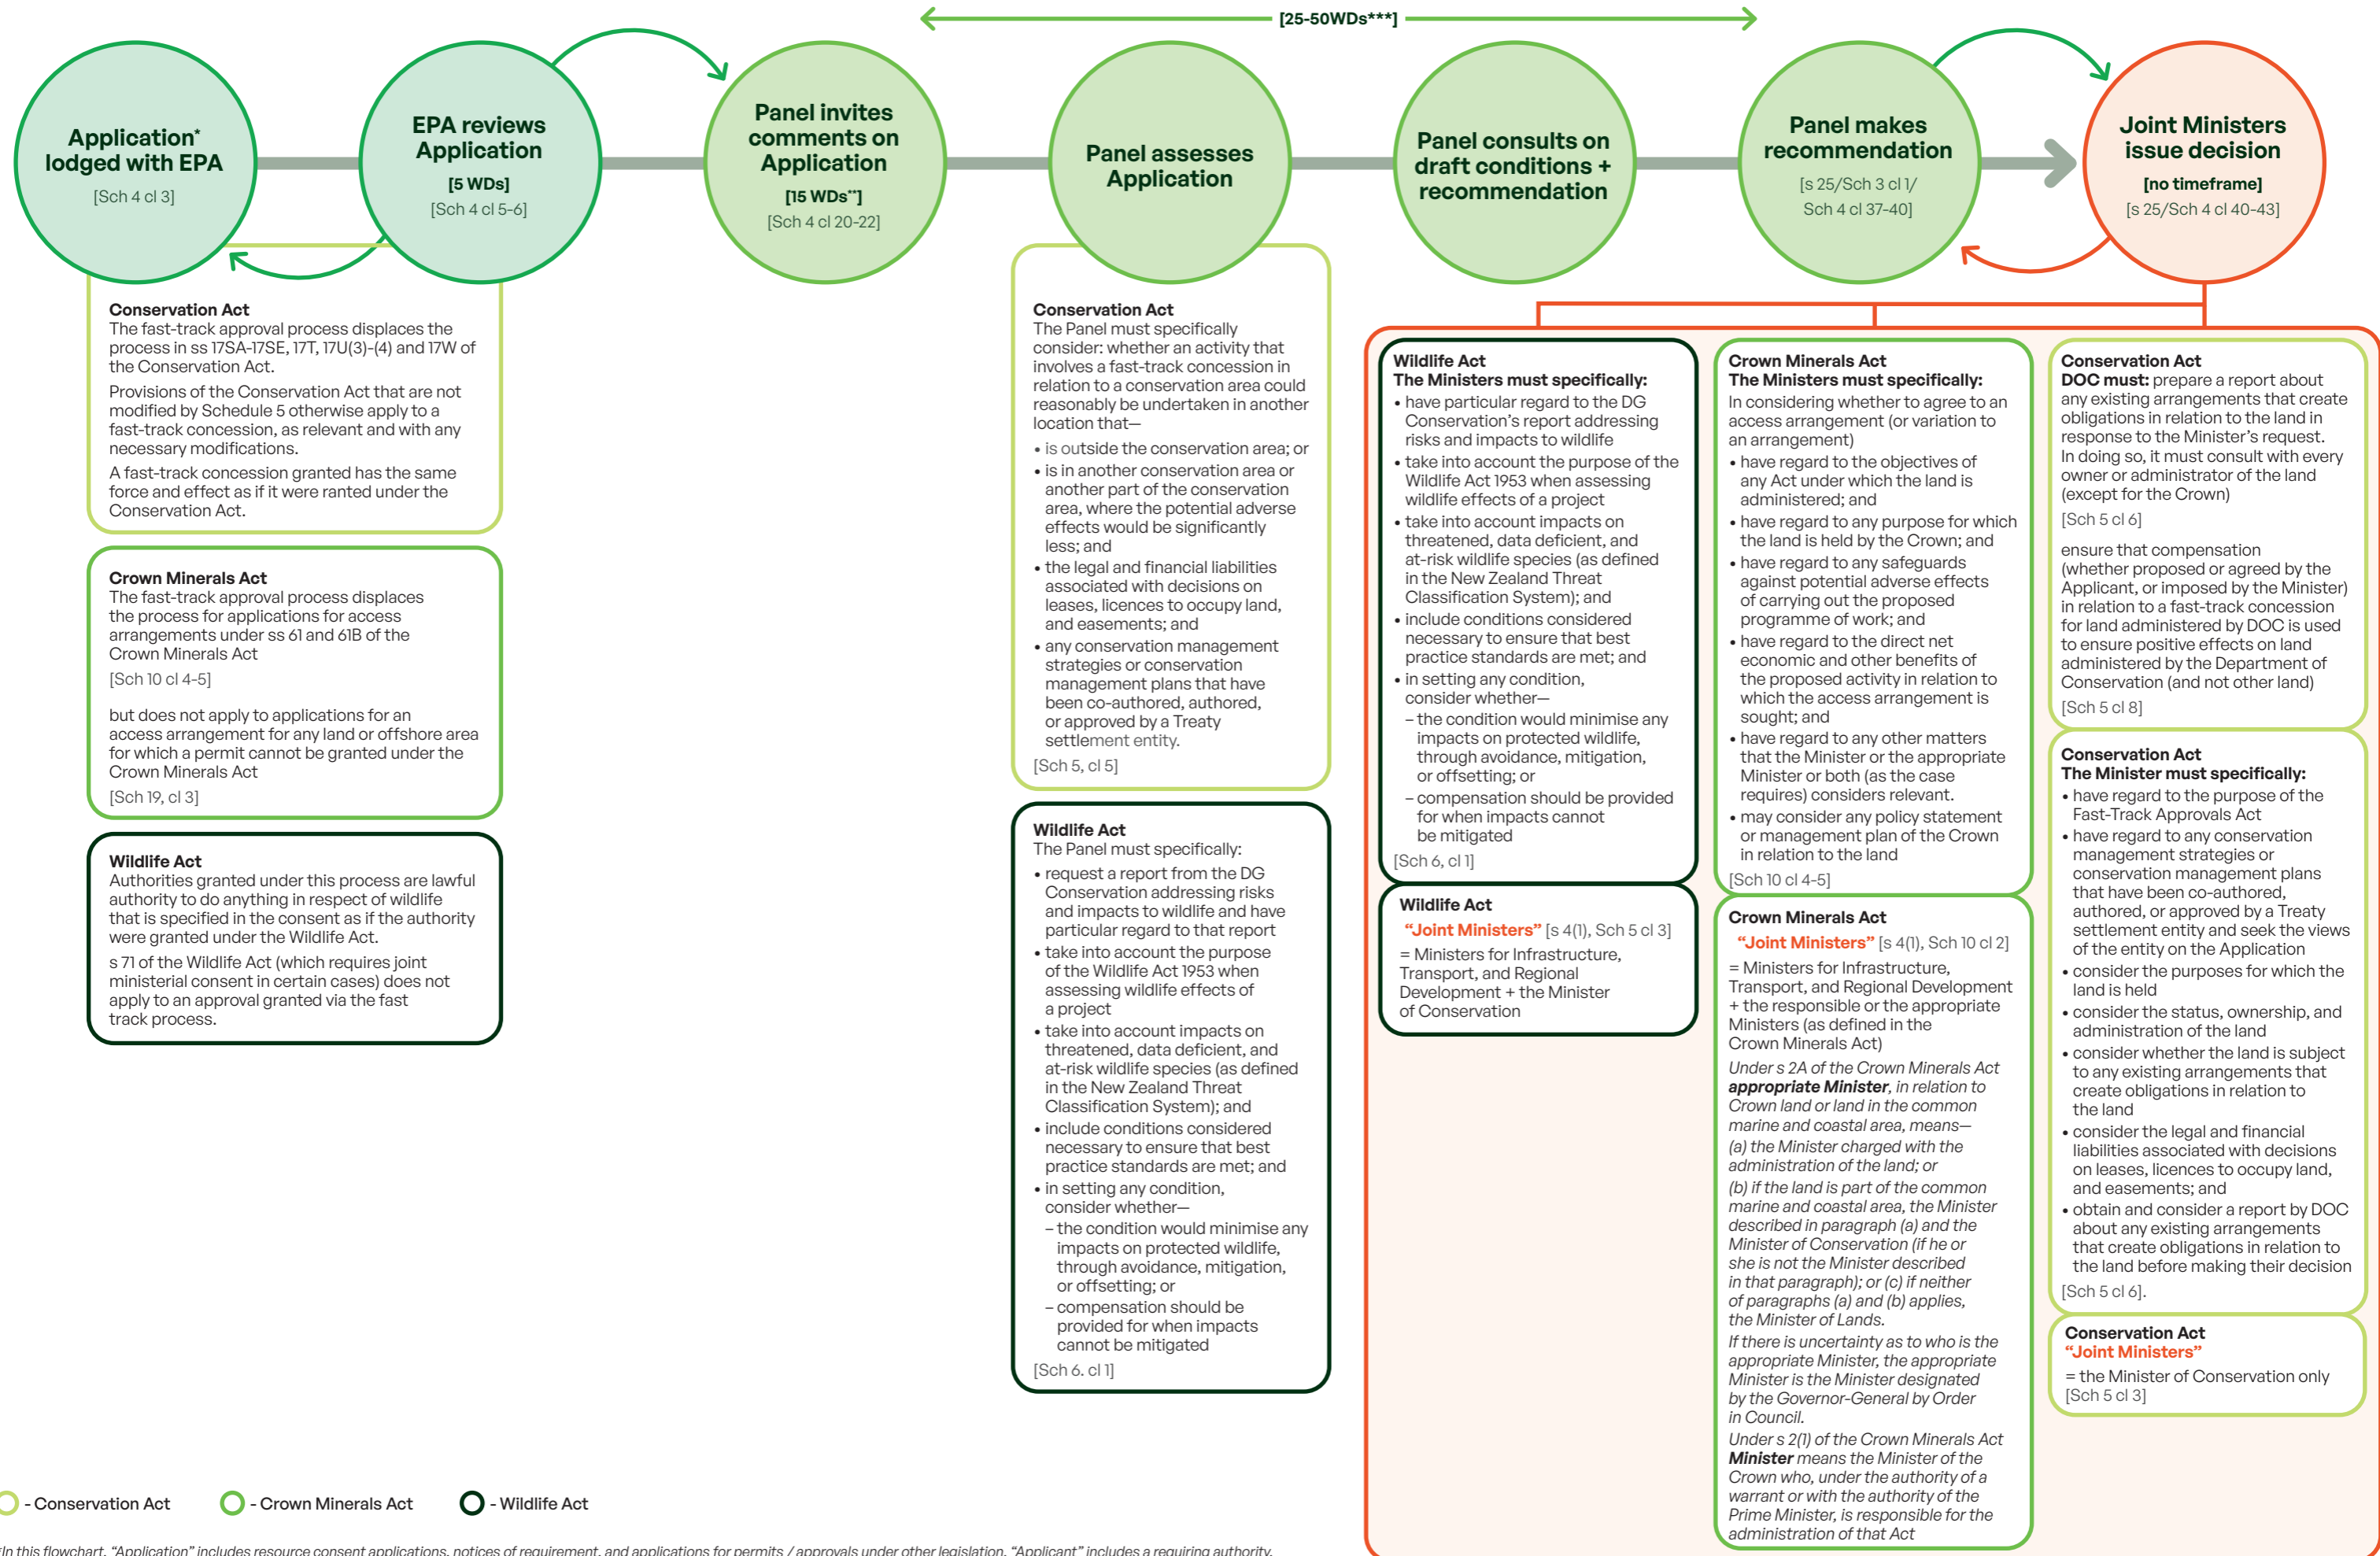 [25-50WDs***]
Application*
lodged with EPA
[Sch 4 cl 3]
EPA reviews
Application
[5 WDs]
[Sch 4 cl 5-6]
Panel invites
comments on
Application
[15 WDs**]
[Sch 4 cl 20-22]
Panel assesses
Application
Panel consults on
draft conditions +
recommendation
Panel makes
recommendation
[s 25/Sch 3 cl 1/
Sch 4 cl 37-40]
Joint Ministers
issue decision
[no timeframe]
[s 25/Sch 4 cl 40-43]
Conservation Act
The fast-track approval process displaces the
process in ss 17SA-17SE, 17T, 17U(3)-(4) and 17W of
the Conservation Act.
Provisions of the Conservation Act that are not
modified by Schedule 5 otherwise apply to a
fast-track concession, as relevant and with any
necessary modifications.
A fast-track concession granted has the same
force and effect as if it were ranted under the
Conservation Act.
Crown Minerals Act
The fast-track approval process displaces
the process for applications for access
arrangements under ss 61 and 61B of the
Crown Minerals Act
[Sch 10 cl 4-5]
but does not apply to applications for an
access arrangement for any land or offshore area
for which a permit cannot be granted under the
Crown Minerals Act
[Sch 19, cl 3]
Wildlife Act
Authorities granted under this process are lawful
authority to do anything in respect of wildlife
that is specified in the consent as if the authority
were granted under the Wildlife Act.
s 71 of the Wildlife Act (which requires joint
ministerial consent in certain cases) does not
apply to an approval granted via the fast
track process.
Conservation Act
The Panel must specifically
consider: whether an activity that
involves a fast-track concession in
relation to a conservation area could
reasonably be undertaken in another
location that—
• is outside the conservation area; or
• is in another conservation area or
another part of the conservation
area, where the potential adverse
effects would be significantly
less; and
• the legal and financial liabilities
associated with decisions on
leases, licences to occupy land,
and easements; and
• any conservation management
strategies or conservation
management plans that have
been co-authored, authored,
or approved by a Treaty
settlement entity.
[Sch 5, cl 5]
Wildlife Act
The Panel must specifically:
• request a report from the DG
Conservation addressing risks
and impacts to wildlife and have
particular regard to that report
• take into account the purpose
of the Wildlife Act 1953 when
assessing wildlife effects of
a project
• take into account impacts on
threatened, data deficient, and
at-risk wildlife species (as defined
in the New Zealand Threat
Classification System); and
• include conditions considered
necessary to ensure that best
practice standards are met; and
• in setting any condition,
consider whether—
– the condition would minimise any
impacts on protected wildlife,
through avoidance, mitigation,
or offsetting; or
– compensation should be
provided for when impacts
cannot be mitigated
[Sch 6. cl 1]
Wildlife Act
The Ministers must specifically:
• have particular regard to the DG
Conservation's report addressing
risks and impacts to wildlife
• take into account the purpose of the
Wildlife Act 1953 when assessing
wildlife effects of a project
• take into account impacts on
threatened, data deficient, and
at-risk wildlife species (as defined
in the New Zealand Threat
Classification System); and
• include conditions considered
necessary to ensure that best
practice standards are met; and
• in setting any condition,
consider whether—
– the condition would minimise any
impacts on protected wildlife,
through avoidance, mitigation,
or offsetting; or
– compensation should be provided
for when impacts cannot
be mitigated
[Sch 6, cl 1]
Wildlife Act
“Joint Ministers” [s 4(1), Sch 5 cl 3]
= Ministers for Infrastructure,
Transport, and Regional
Development + the Minister
of Conservation
Crown Minerals Act
The Ministers must specifically:
In considering whether to agree to an
access arrangement (or variation to
an arrangement)
• have regard to the objectives of
any Act under which the land is
administered; and
• have regard to any purpose for which
the land is held by the Crown; and
• have regard to any safeguards
against potential adverse effects
of carrying out the proposed
programme of work; and
• have regard to the direct net
economic and other benefits of
the proposed activity in relation to
which the access arrangement is
sought; and
• have regard to any other matters
that the Minister or the appropriate
Minister or both (as the case
requires) considers relevant.
• may consider any policy statement
or management plan of the Crown
in relation to the land
[Sch 10 cl 4-5]
Crown Minerals Act
“Joint Ministers” [s 4(1), Sch 10 cl 2]
= Ministers for Infrastructure,
Transport, and Regional Development
+ the responsible or the appropriate
Ministers (as defined in the
Crown Minerals Act)
Under s 2A of the Crown Minerals Act
appropriate Minister, in relation to
Crown land or land in the common
marine and coastal area, means—
(a) the Minister charged with the
administration of the land; or
(b) if the land is part of the common
marine and coastal area, the Minister
described in paragraph (a) and the
Minister of Conservation (if he or
she is not the Minister described
in that paragraph); or (c) if neither
of paragraphs (a) and (b) applies,
the Minister of Lands.
If there is uncertainty as to who is the
appropriate Minister, the appropriate
Minister is the Minister designated
by the Governor-General by Order
in Council.
Under s 2(1) of the Crown Minerals Act
Minister means the Minister of the
Crown who, under the authority of a
warrant or with the authority of the
Prime Minister, is responsible for the
administration of that Act
Conservation Act
DOC must: prepare a report about
any existing arrangements that create
obligations in relation to the land in
response to the Minister's request.
In doing so, it must consult with every
owner or administrator of the land
(except for the Crown)
[Sch 5 cl 6]
ensure that compensation
(whether proposed or agreed by the
Applicant, or imposed by the Minister)
in relation to a fast-track concession
for land administered by DOC is used
to ensure positive effects on land
administered by the Department of
Conservation (and not other land)
[Sch 5 cl 8]
Conservation Act
The Minister must specifically:
• have regard to the purpose of the
Fast-Track Approvals Act
• have regard to any conservation
management strategies or
conservation management plans
that have been co-authored,
authored, or approved by a Treaty
settlement entity and seek the views
of the entity on the Application
• consider the purposes for which the
land is held
• consider the status, ownership, and
administration of the land
• consider whether the land is subject
to any existing arrangements that
create obligations in relation to
the land
• consider the legal and financial
liabilities associated with decisions
on leases, licences to occupy land,
and easements; and
• obtain and consider a report by DOC
about any existing arrangements
that create obligations in relation to
the land before making their decision
[Sch 5 cl 6].
Conservation Act
“Joint Ministers”
= the Minister of Conservation only
[Sch 5 cl 3]
- Conservation Act
- Crown Minerals Act
- Wildlife Act
*In this flowchart, “Application” includes resource consent applications, notices of requirement, and applications for permits / approvals under other legislation. “Applicant” includes a requiring authority.